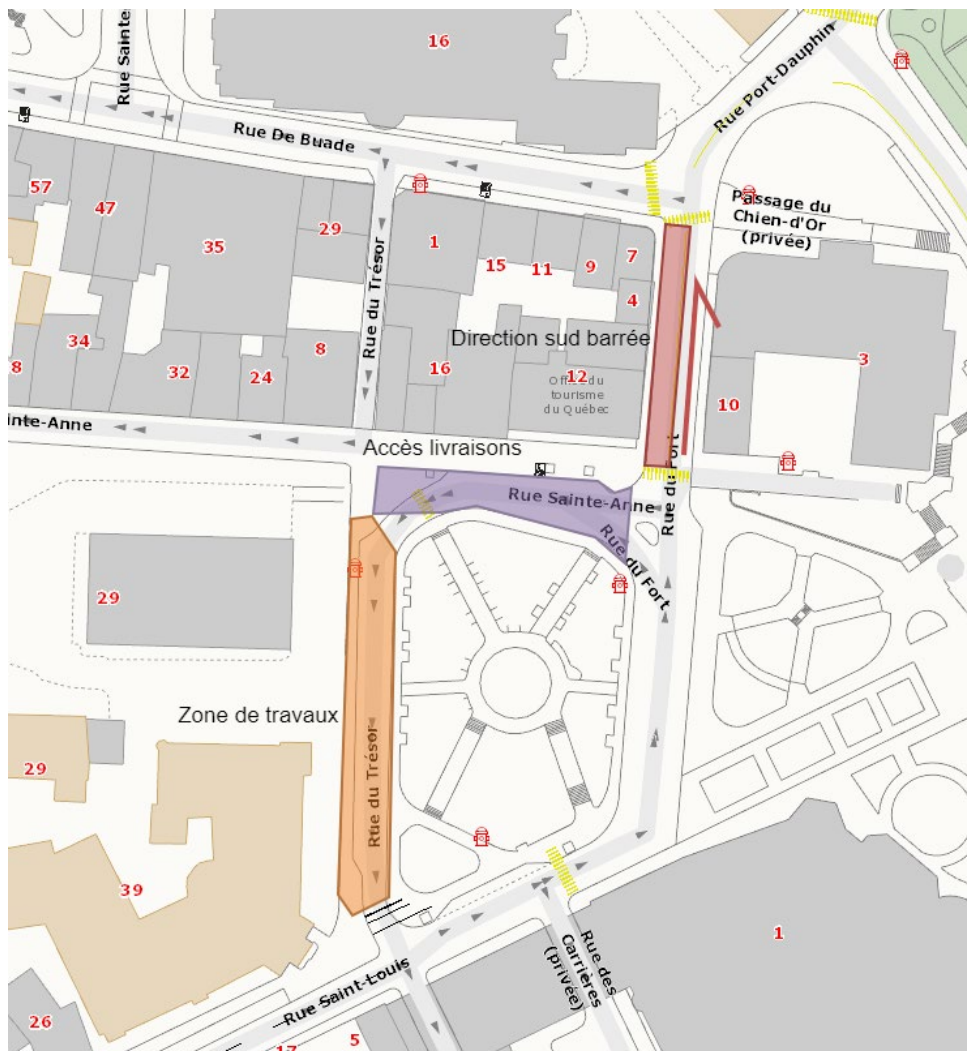 Rue Sainte
16
Rue Port-Dauphin
Rue De Buade
57
47
35
29
1
15
11
9
7
4
Passage du
Chien-d'Or
(privée)
Rue du Trésor
Direction sud barrée
34
8
32
24
8
16
12
Office du
tourisme
du Québec
10
3
inte-Anne
Accès livraisons
Rue Sainte-Anne
Rue du Fort
Rue du Fort
29
Zone de travaux
Rue du Trésor
29
39
1
Rue Saint-Louis
Rue des
Carrières
(privée)
26
5
17